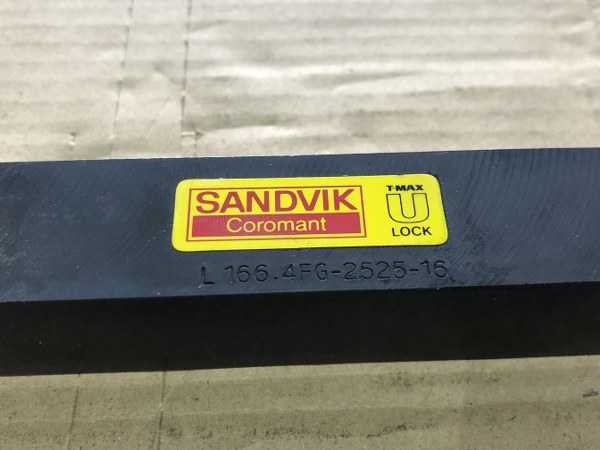 SANDVIK
Coromant
T-MAX
U
LOCK
L 166.4FG-2525-16